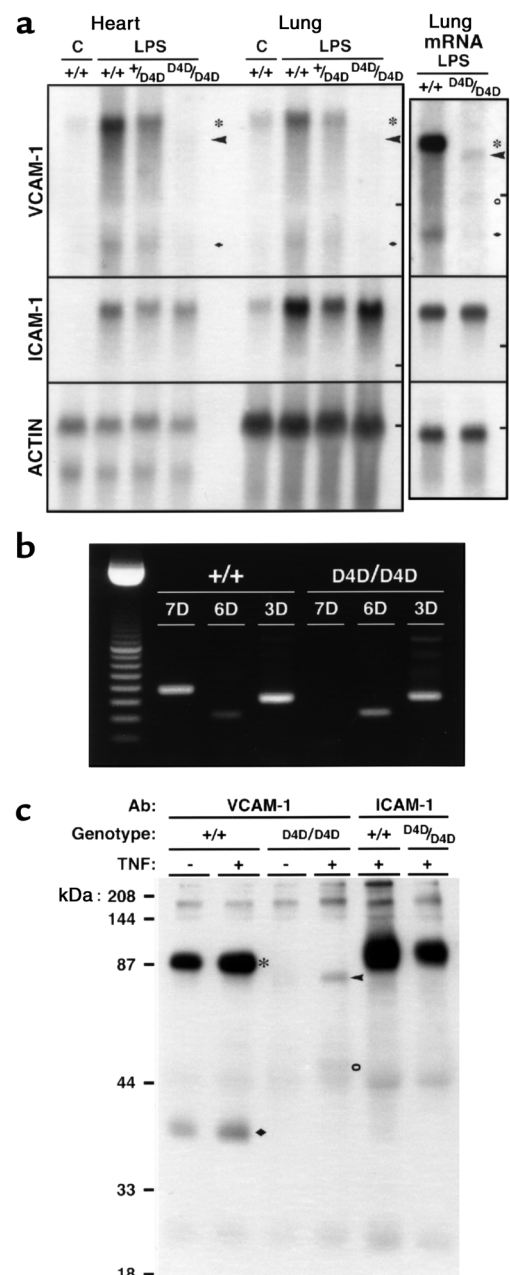 a
Heart Lung Lung
mRNA
C LPS C LPS LPS
+/+ +/+ +/D4D D4D/D4D +/+ +/+ +/D4D D4D/D4D +/+ D4D/D4D
VCAM-1
* * *
ICAM-1
ACTIN
b
+/+ D4D/D4D
7D 6D 3D 7D 6D 3D
c
Ab: VCAM-1 ICAM-1
Genotype: +/+ D4D/D4D +/+ D4D/D4D
TNF: - + - + + +
kDa: 208
144
87 *
44
33
18